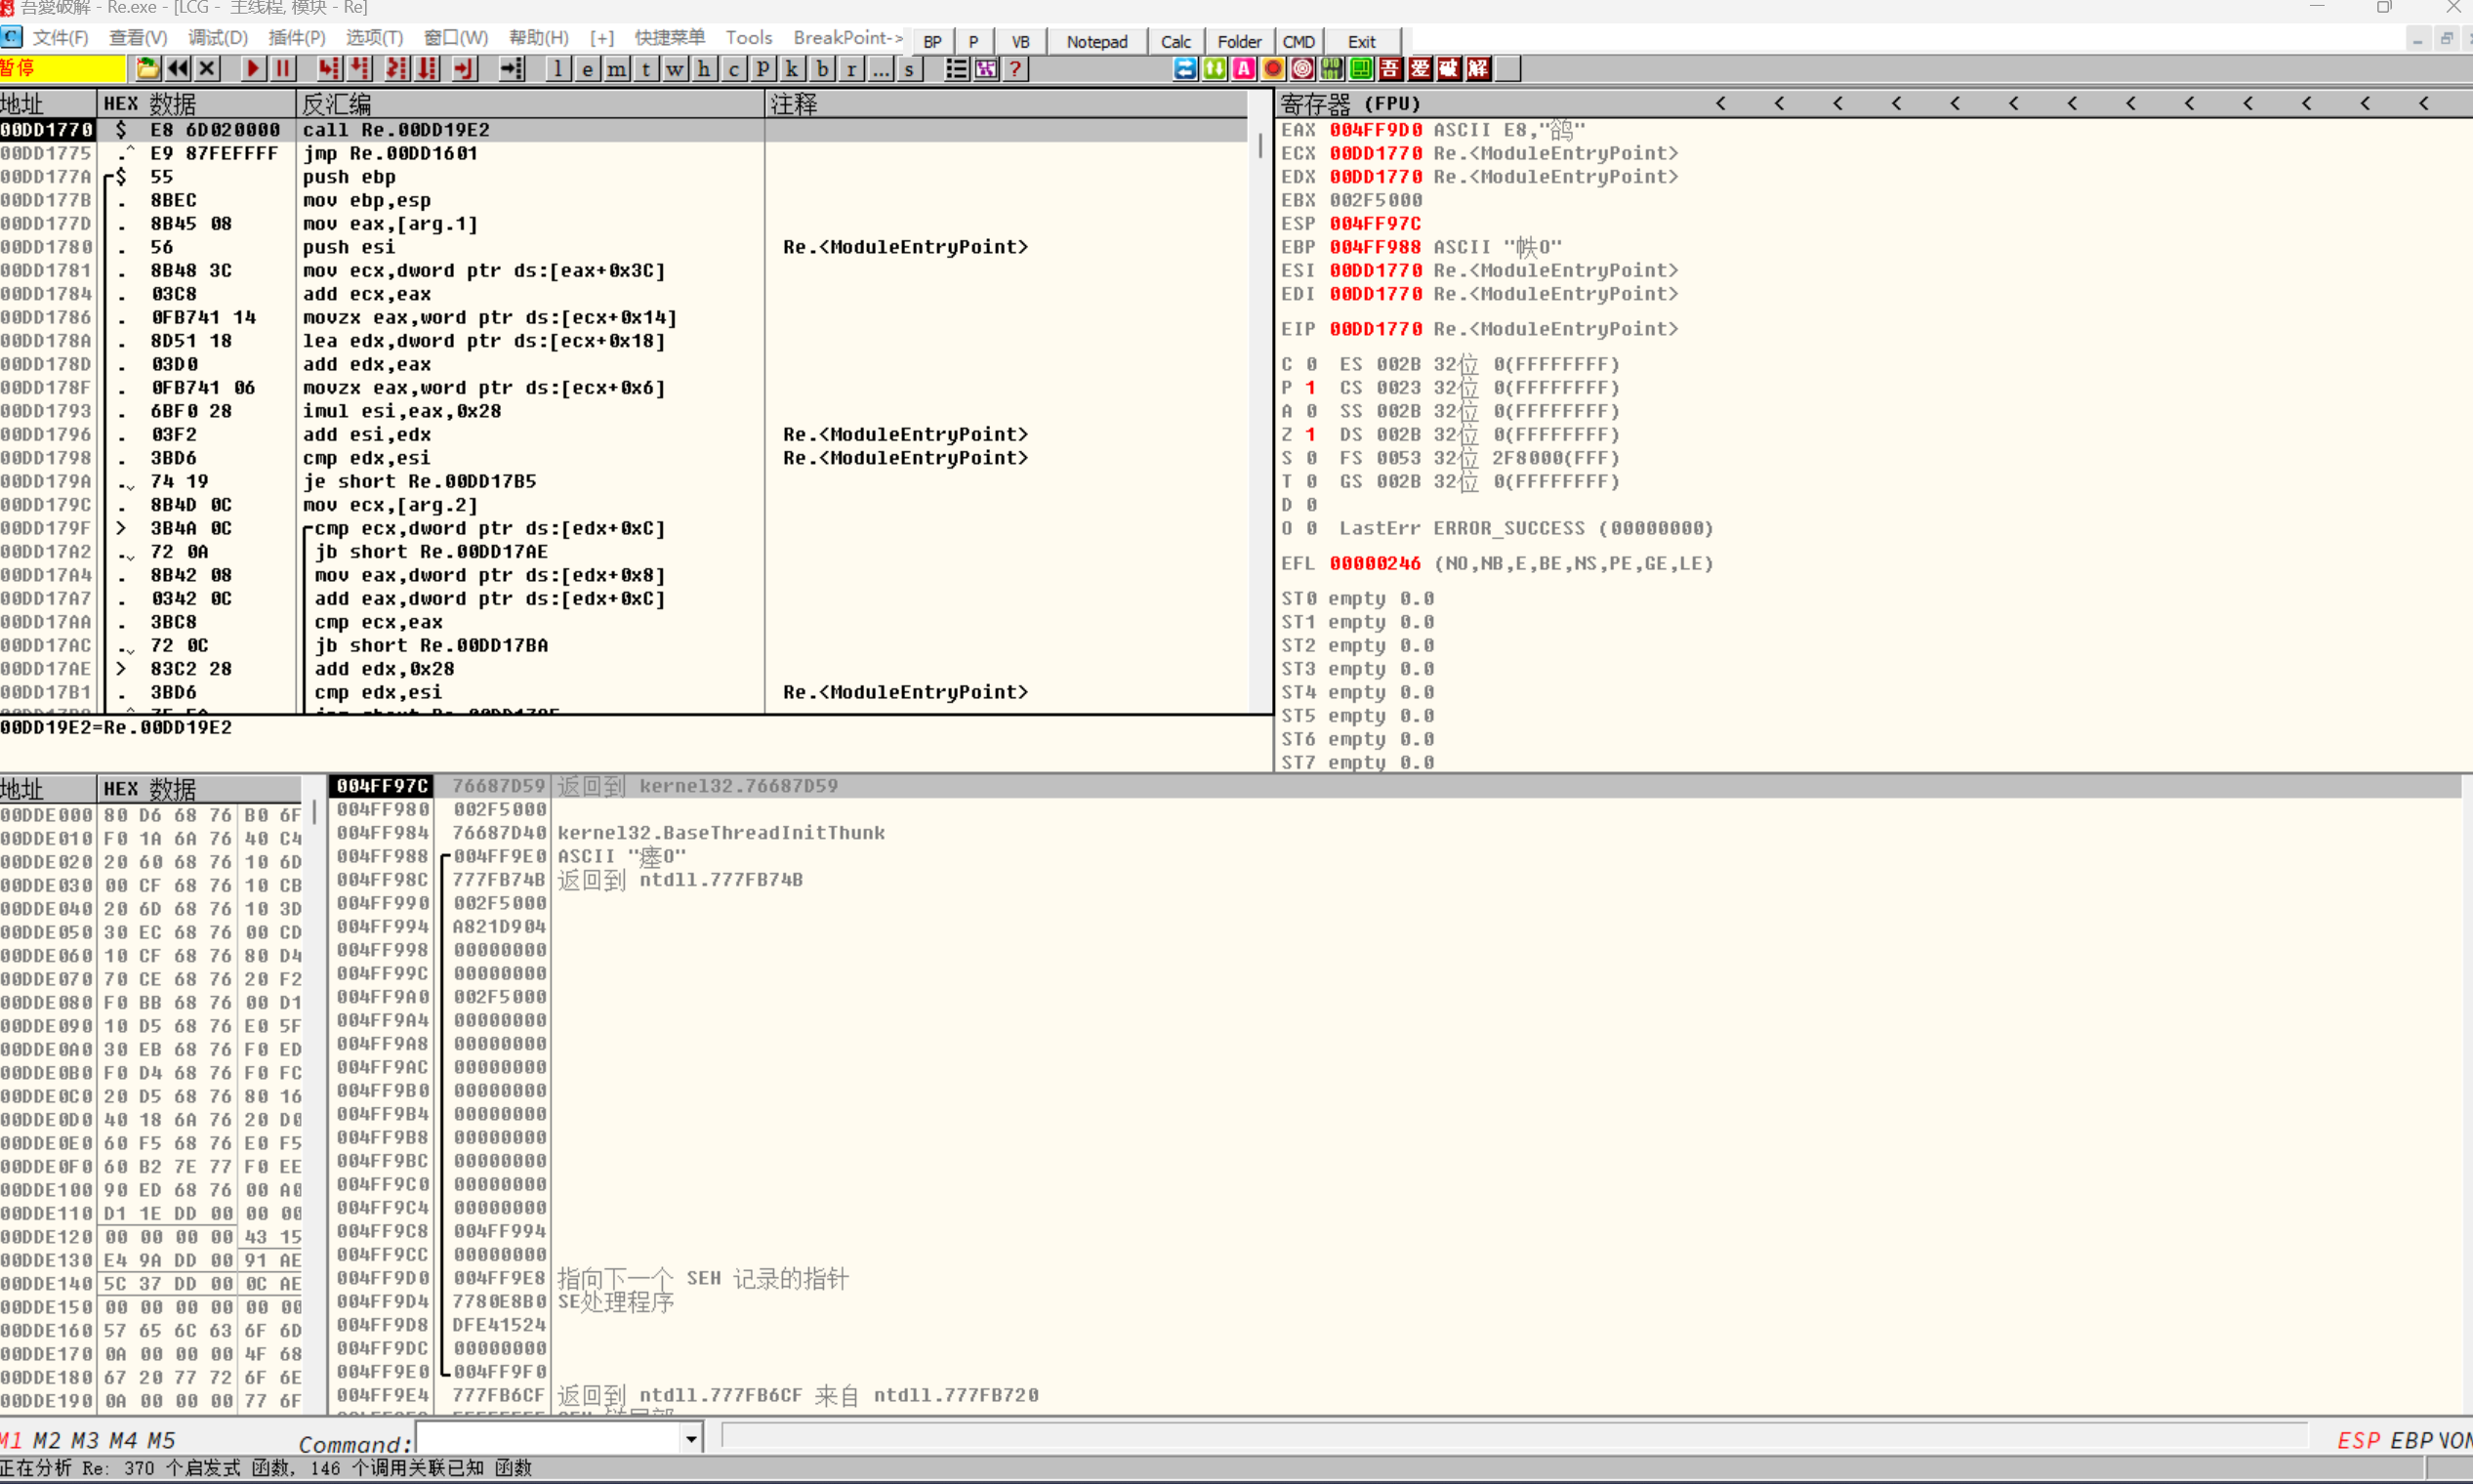 吾愛破解 - Re.exe - [LCG - 主线程, 模块 - Re]
文件(F) 查看(V) 调试(D) 插件(P) 选项(T) 窗口(W) 帮助(H) [+] 快捷菜单 Tools BreakPoint-> BP P VB Notepad Calc Folder CMD Exit
暂停 l e m t w h c p k b r ... s ? A 吾 爱 破 解
地址 HEX 数据 反汇编 注释
00DD1770 $ E8 6D020000 call Re.00DD19E2
00DD1775 .^ E9 87FEFFFF jmp Re.00DD1601
00DD177A $ 55 push ebp
00DD177B . 8BEC mov ebp,esp
00DD177D . 8B45 08 mov eax,[arg.1]
00DD1780 . 56 push esi Re.<ModuleEntryPoint>
00DD1781 . 8B48 3C mov ecx,dword ptr ds:[eax+0x3C]
00DD1784 . 03C8 add ecx,eax
00DD1786 . 0FB741 14 movzx eax,word ptr ds:[ecx+0x14]
00DD178A . 8D51 18 lea edx,dword ptr ds:[ecx+0x18]
00DD178D . 03D0 add edx,eax
00DD178F . 0FB741 06 movzx eax,word ptr ds:[ecx+0x6]
00DD1793 . 6BF0 28 imul esi,eax,0x28
00DD1796 . 03F2 add esi,edx Re.<ModuleEntryPoint>
00DD1798 . 3BD6 cmp edx,esi Re.<ModuleEntryPoint>
00DD179A .v 74 19 je short Re.00DD17B5
00DD179C . 8B4D 0C mov ecx,[arg.2]
00DD179F > 3B4A 0C cmp ecx,dword ptr ds:[edx+0xC]
00DD17A2 .v 72 0A jb short Re.00DD17AE
00DD17A4 . 8B42 08 mov eax,dword ptr ds:[edx+0x8]
00DD17A7 . 0342 0C add eax,dword ptr ds:[edx+0xC]
00DD17AA . 3BC8 cmp ecx,eax
00DD17AC .v 72 0C jb short Re.00DD17BA
00DD17AE > 83C2 28 add edx,0x28
00DD17B1 . 3BD6 cmp edx,esi Re.<ModuleEntryPoint>
00DD19E2=Re.00DD19E2
寄存器 (FPU) < < < < < < < < < < < < <
EAX 004FF9D0 ASCII E8,"鹆"
ECX 00DD1770 Re.<ModuleEntryPoint>
EDX 00DD1770 Re.<ModuleEntryPoint>
EBX 002F5000
ESP 004FF97C
EBP 004FF988 ASCII "帙O"
ESI 00DD1770 Re.<ModuleEntryPoint>
EDI 00DD1770 Re.<ModuleEntryPoint>
EIP 00DD1770 Re.<ModuleEntryPoint>
C 0 ES 002B 32位 0(FFFFFFFF)
P 1 CS 0023 32位 0(FFFFFFFF)
A 0 SS 002B 32位 0(FFFFFFFF)
Z 1 DS 002B 32位 0(FFFFFFFF)
S 0 FS 0053 32位 2F8000(FFF)
T 0 GS 002B 32位 0(FFFFFFFF)
D 0
O 0 LastErr ERROR_SUCCESS (00000000)
EFL 00000246 (NO,NB,E,BE,NS,PE,GE,LE)
ST0 empty 0.0
ST1 empty 0.0
ST2 empty 0.0
ST3 empty 0.0
ST4 empty 0.0
ST5 empty 0.0
ST6 empty 0.0
ST7 empty 0.0
地址 HEX 数据
00DDE000 80 D6 68 76 B0 6F
00DDE010 F0 1A 6A 76 40 C4
00DDE020 20 60 68 76 10 6D
00DDE030 00 CF 68 76 10 CB
00DDE040 20 6D 68 76 10 3D
00DDE050 30 EC 68 76 00 CD
00DDE060 10 CF 68 76 80 D4
00DDE070 70 CE 68 76 20 F2
00DDE080 F0 BB 68 76 00 D1
00DDE090 10 D5 68 76 E0 5F
00DDE0A0 30 EB 68 76 F0 ED
00DDE0B0 F0 D4 68 76 F0 FC
00DDE0C0 20 D5 68 76 80 16
00DDE0D0 40 18 6A 76 20 D0
00DDE0E0 60 F5 68 76 E0 F5
00DDE0F0 60 B2 7E 77 F0 EE
00DDE100 90 ED 68 76 00 A0
00DDE110 D1 1E DD 00 00 00
00DDE120 00 00 00 00 43 15
00DDE130 E4 9A DD 00 91 AE
00DDE140 5C 37 DD 00 0C AE
00DDE150 00 00 00 00 00 00
00DDE160 57 65 6C 63 6F 6D
00DDE170 0A 00 00 00 4F 68
00DDE180 67 20 77 72 6F 6E
00DDE190 0A 00 00 00 77 6F
004FF97C 76687D59 返回到 kernel32.76687D59
004FF980 002F5000
004FF984 76687D40 kernel32.BaseThreadInitThunk
004FF988 004FF9E0 ASCII "瘗O"
004FF98C 777FB74B 返回到 ntdll.777FB74B
004FF990 002F5000
004FF994 A821D904
004FF998 00000000
004FF99C 00000000
004FF9A0 002F5000
004FF9A4 00000000
004FF9A8 00000000
004FF9AC 00000000
004FF9B0 00000000
004FF9B4 00000000
004FF9B8 00000000
004FF9BC 00000000
004FF9C0 00000000
004FF9C4 00000000
004FF9C8 004FF994
004FF9CC 00000000
004FF9D0 004FF9E8 指向下一个 SEH 记录的指针
004FF9D4 7780E8B0 SE处理程序
004FF9D8 DFE41524
004FF9DC 00000000
004FF9E0 004FF9F0
004FF9E4 777FB6CF 返回到 ntdll.777FB6CF 来自 ntdll.777FB720
M1 M2 M3 M4 M5 Command: ESP EBP NON
正在分析 Re: 370 个启发式 函数, 146 个调用关联已知 函数